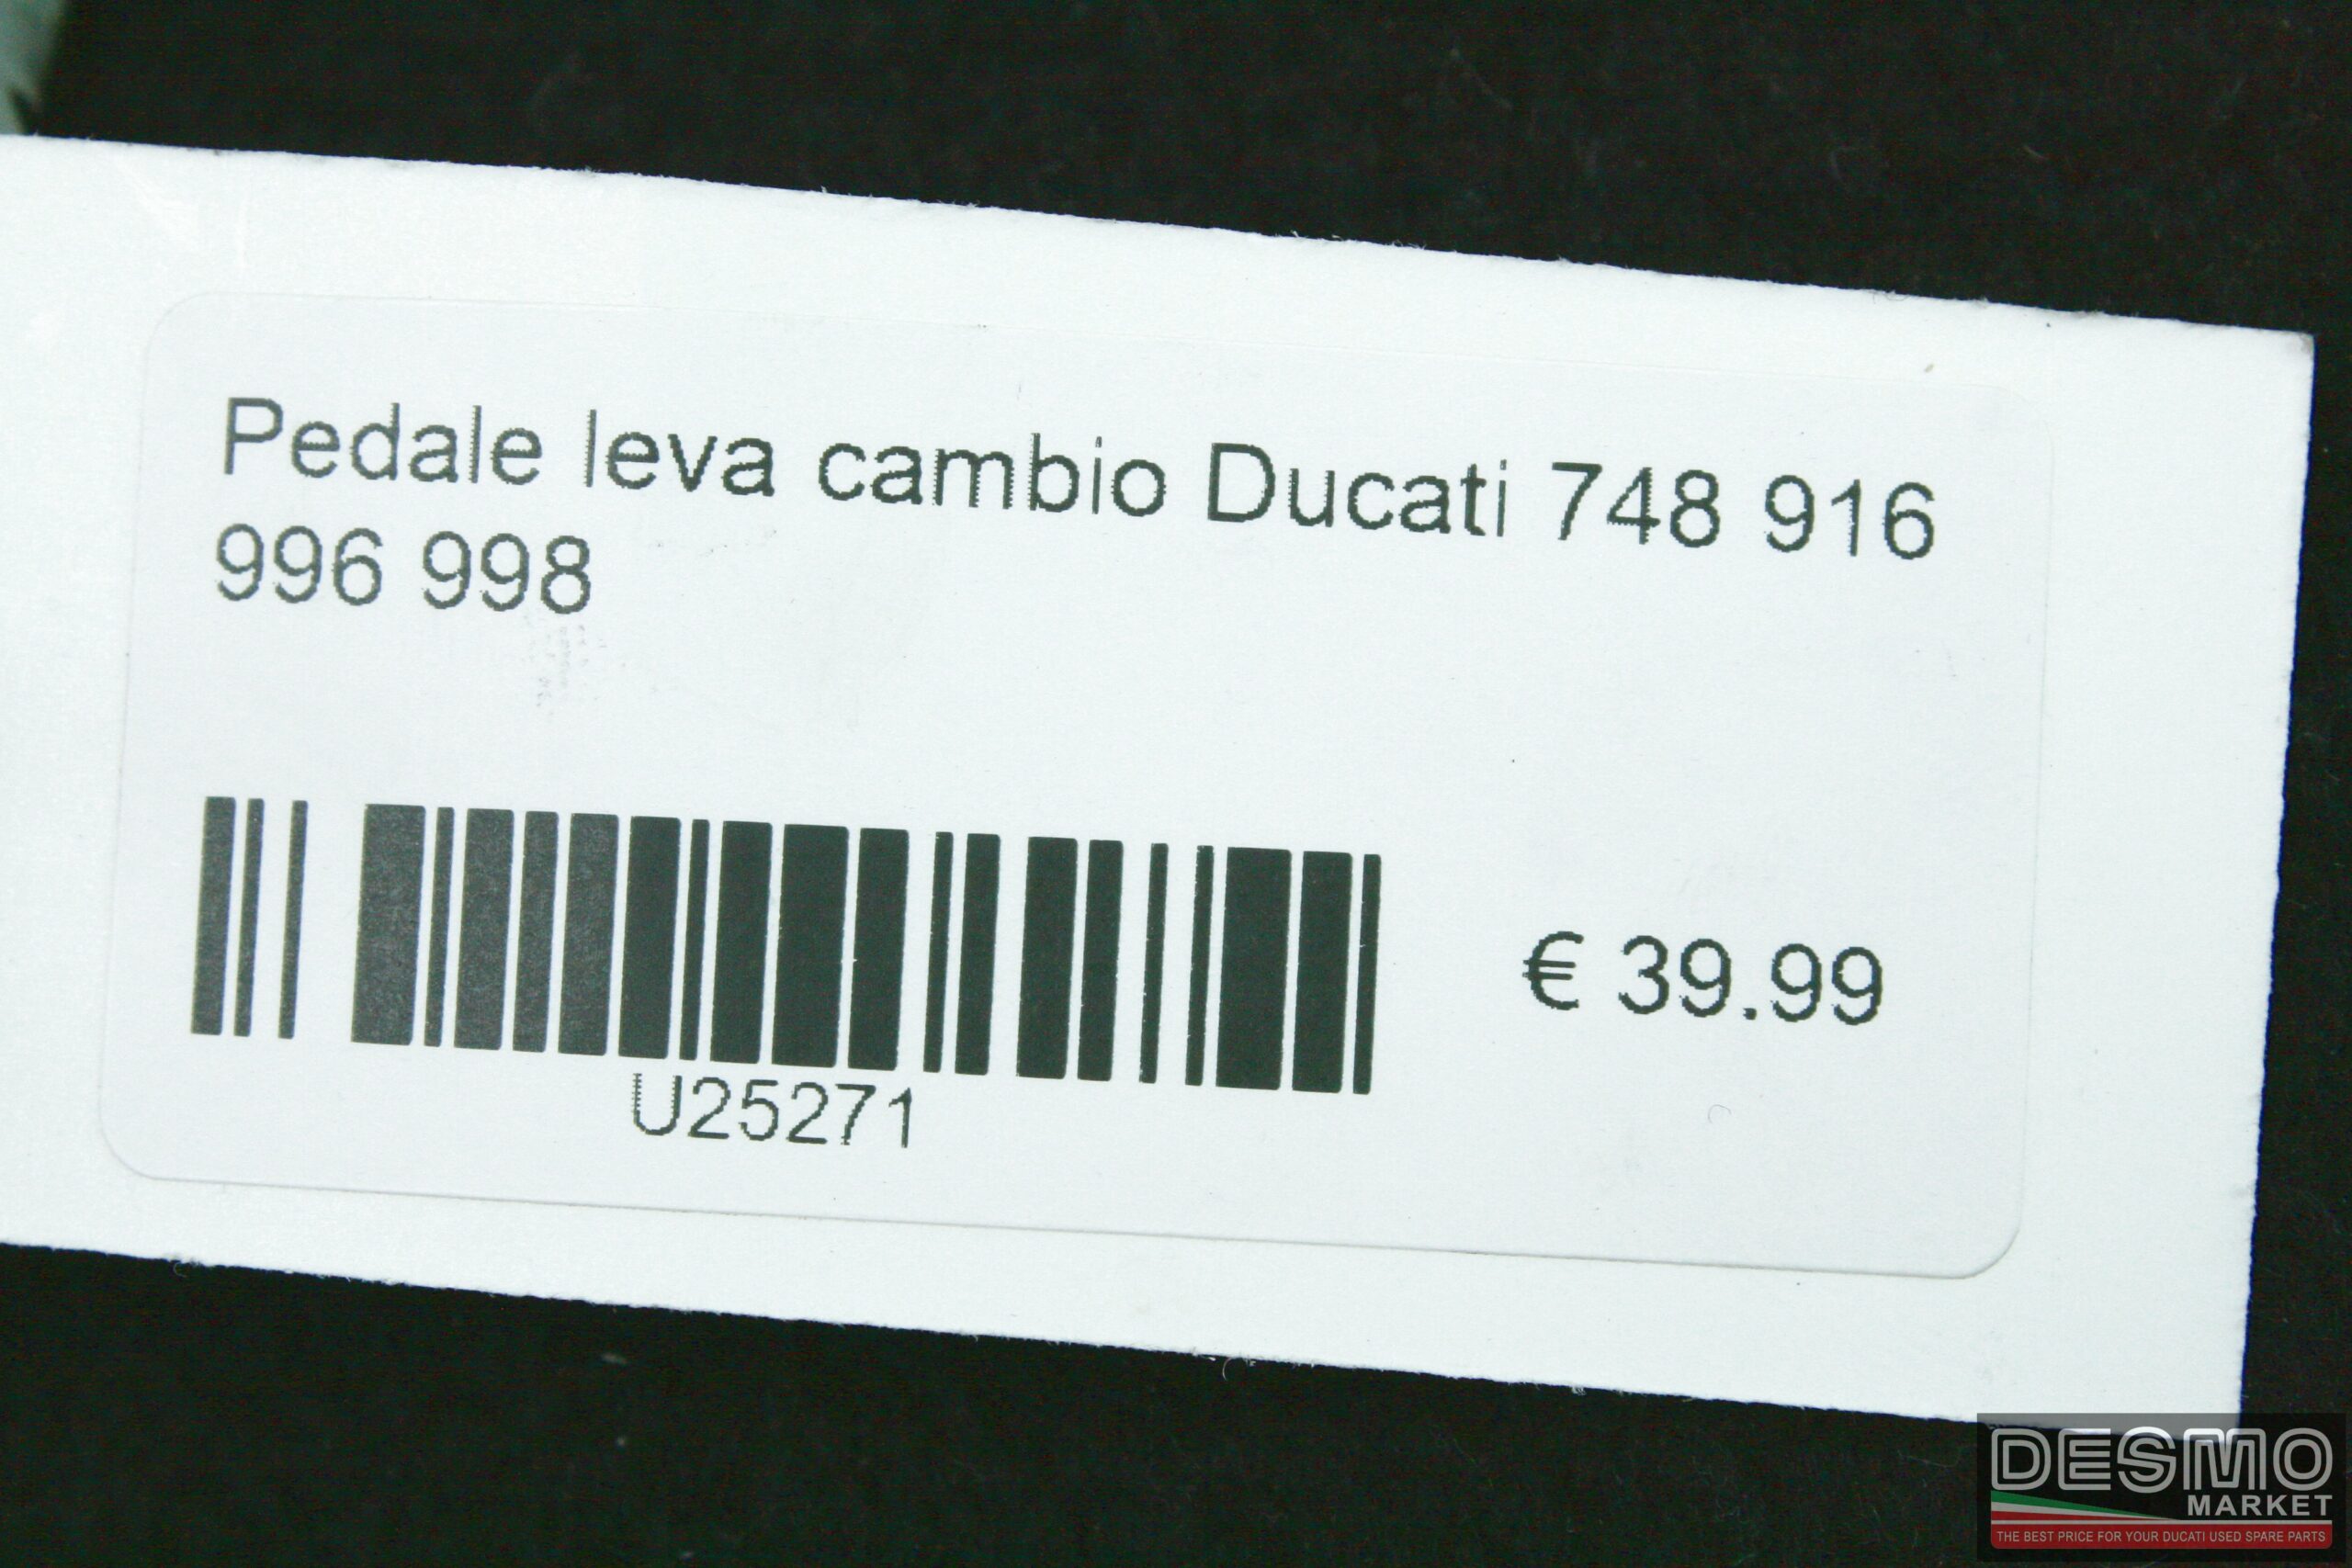 Pedale leva cambio Ducati 748 916
996 998
€ 39.99
U25271
DESMO
MARKET
THE BEST PRICE FOR YOUR DUCATI USED SPARE PARTS